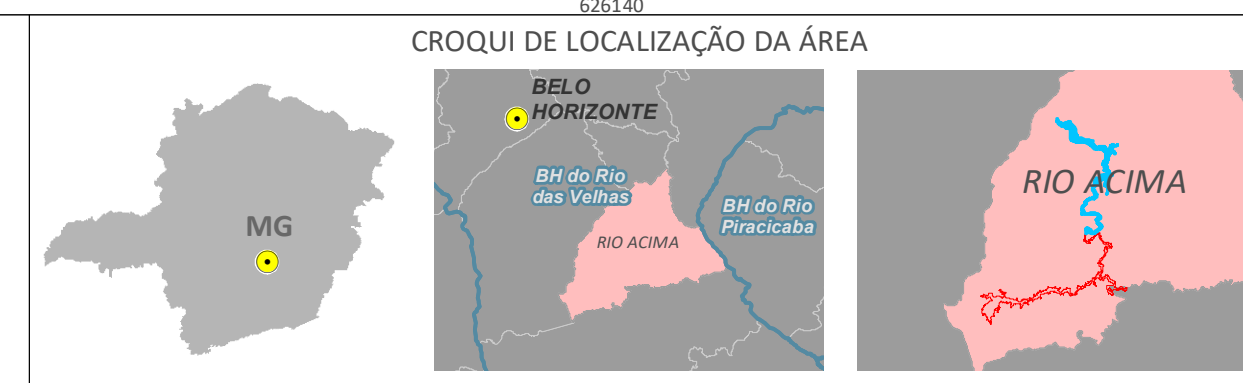 626140
CROQUI DE LOCALIZAÇÃO DA ÁREA
MG
BELO
HORIZONTE
BH do Rio
das Velhas
BH do Rio
Piracicaba
RIO ACIMA
RIO ACIMA